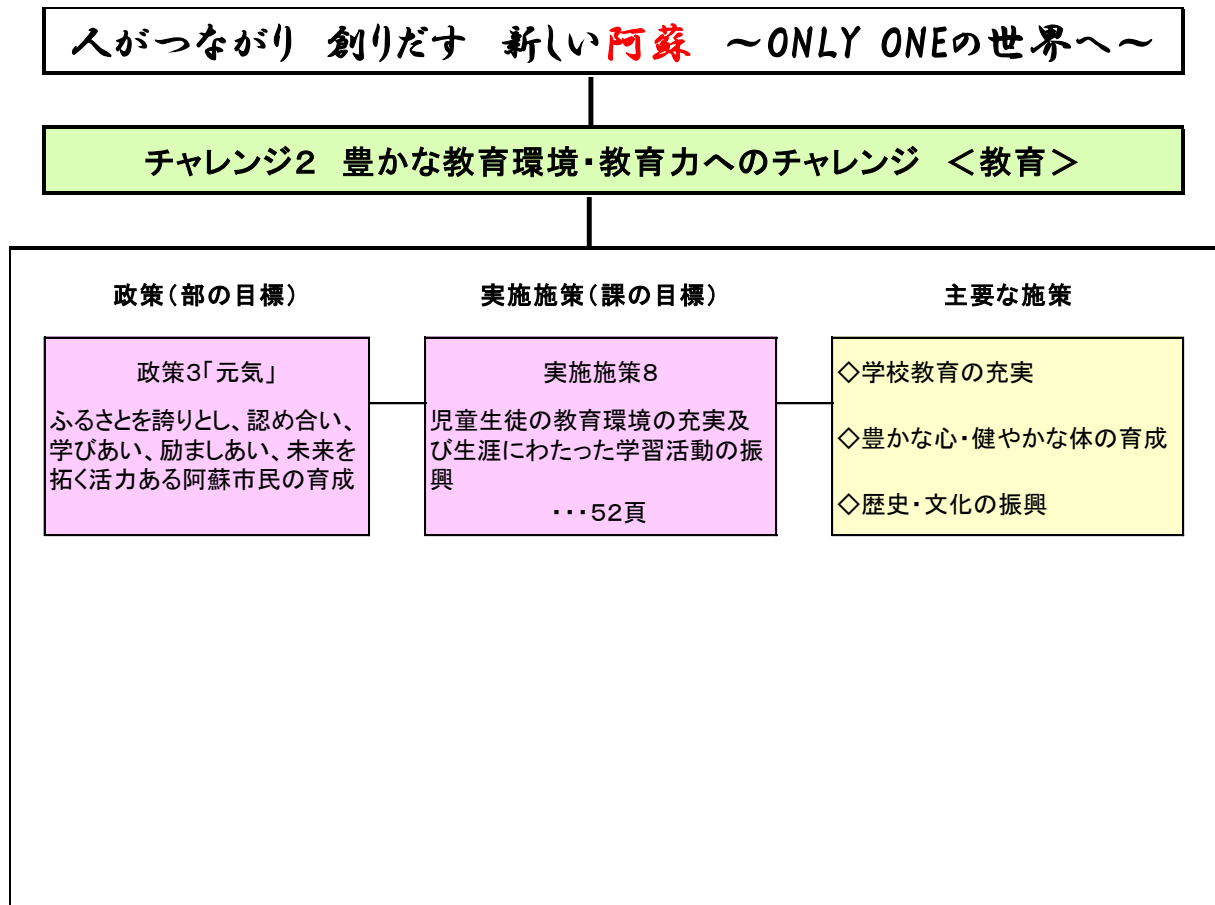 人がつながり 創りだす 新しい阿蘇 ～ONLY ONEの世界へ～
チャレンジ２ 豊かな教育環境・教育力へのチャレンジ ＜教育＞
政策（部の目標）
実施施策（課の目標）
主要な施策
政策３「元気」
ふるさとを誇りとし、認め合い、
学びあい、励ましあい、未来を
拓く活力ある阿蘇市民の育成
実施施策８
児童生徒の教育環境の充実及
び生涯にわたった学習活動の振
興
・・・５２頁
◇学校教育の充実
◇豊かな心・健やかな体の育成
◇歴史・文化の振興